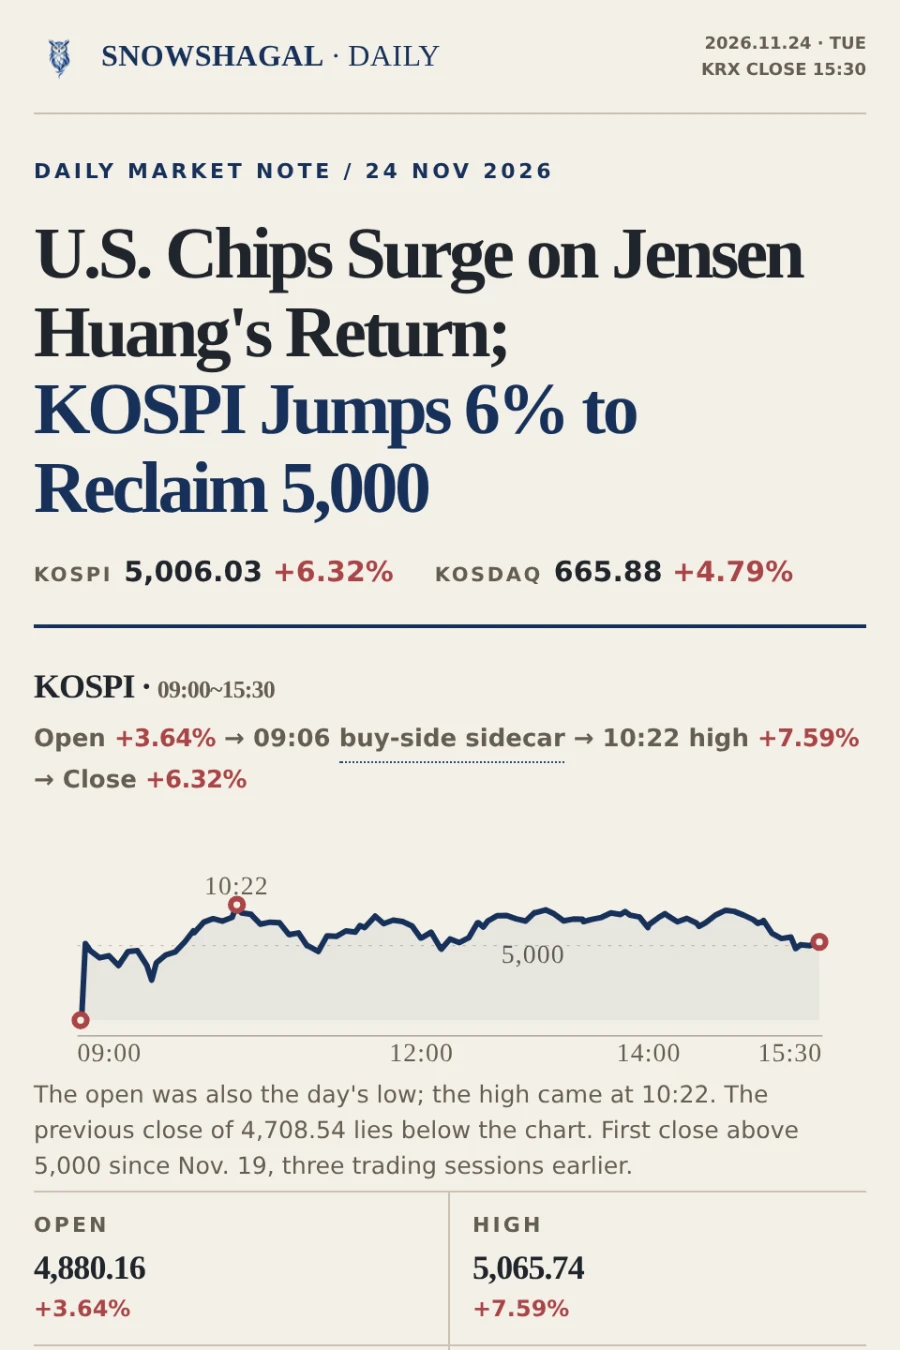 SNOWSHAGAL · DAILY
2026.11.24 · TUE
KRX CLOSE 15:30
DAILY MARKET NOTE / 24 NOV 2026
U.S. Chips Surge on Jensen
Huang's Return;
KOSPI Jumps 6% to
Reclaim 5,000
KOSPI 5,006.03 +6.32% KOSDAQ 665.88 +4.79%
KOSPI · 09:00~15:30
Open +3.64% → 09:06 buy-side sidecar → 10:22 high +7.59%
→ Close +6.32%
10:22
5,000
09:00 12:00 14:00 15:30
The open was also the day's low; the high came at 10:22. The
previous close of 4,708.54 lies below the chart. First close above
5,000 since Nov. 19, three trading sessions earlier.
OPEN
4,880.16
+3.64%
HIGH
5,065.74
+7.59%